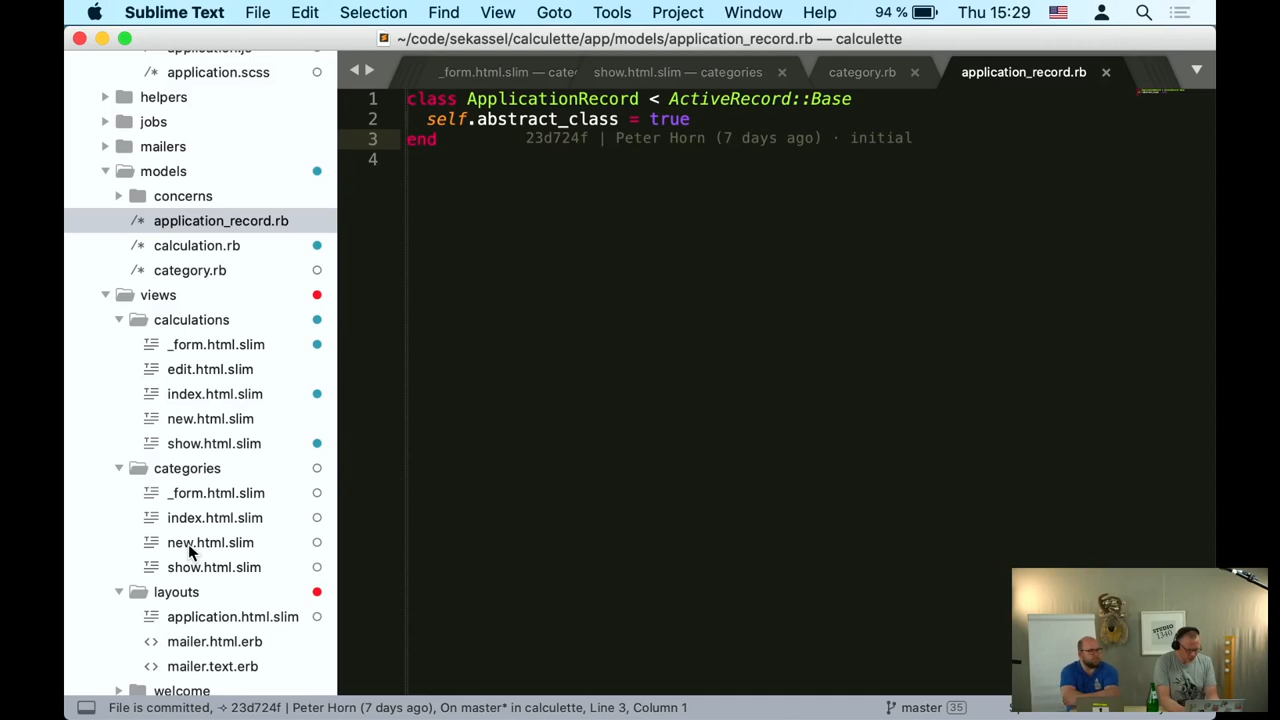 Sublime Text File Edit Selection Find View Goto Tools Project Window Help 94 % Thu 15:29
~/code/sekassel/calculette/app/models/application_record.rb — calculette
_form.html.slim — cate show.html.slim — categories category.rb application_record.rb
application.js
/* application.scss
helpers
jobs
mailers
models
concerns
/* application_record.rb
/* calculation.rb
/* category.rb
views
calculations
_form.html.slim
edit.html.slim
index.html.slim
new.html.slim
show.html.slim
categories
_form.html.slim
index.html.slim
new.html.slim
show.html.slim
layouts
application.html.slim
<> mailer.html.erb
<> mailer.text.erb
welcome
1 class ApplicationRecord < ActiveRecord::Base
2 self.abstract_class = true
3 end 23d724f | Peter Horn (7 days ago) · initial
4
STUDIO
1340
File is committed, 23d724f | Peter Horn (7 days ago), On master* in calculette, Line 3, Column 1 master 35